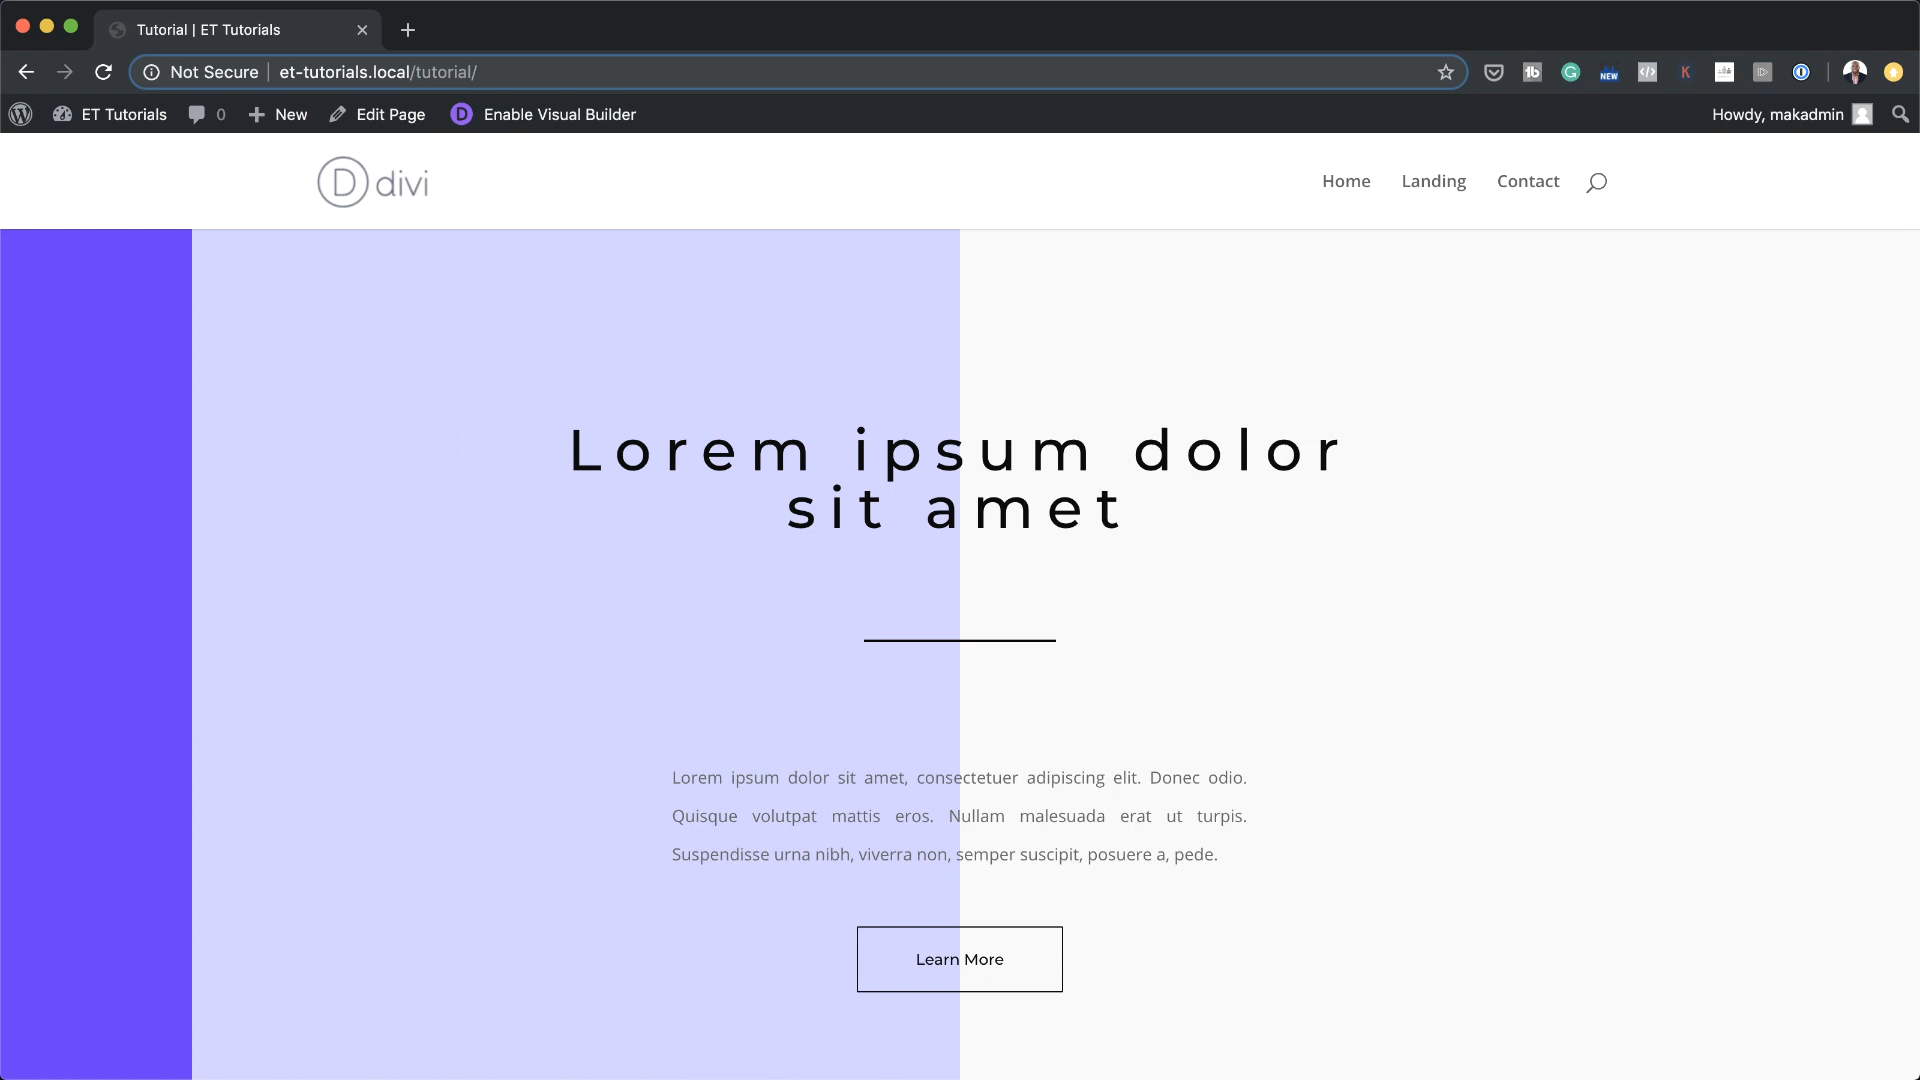 Tutorial | ET Tutorials
Not Secure et-tutorials.local/tutorial/
ET Tutorials 0 New Edit Page D Enable Visual Builder Howdy, makadmin
D divi
Home Landing Contact
Lorem ipsum dolor
sit amet
Lorem ipsum dolor sit amet, consectetuer adipiscing elit. Donec odio.
Quisque volutpat mattis eros. Nullam malesuada erat ut turpis.
Suspendisse urna nibh, viverra non, semper suscipit, posuere a, pede.
Learn More